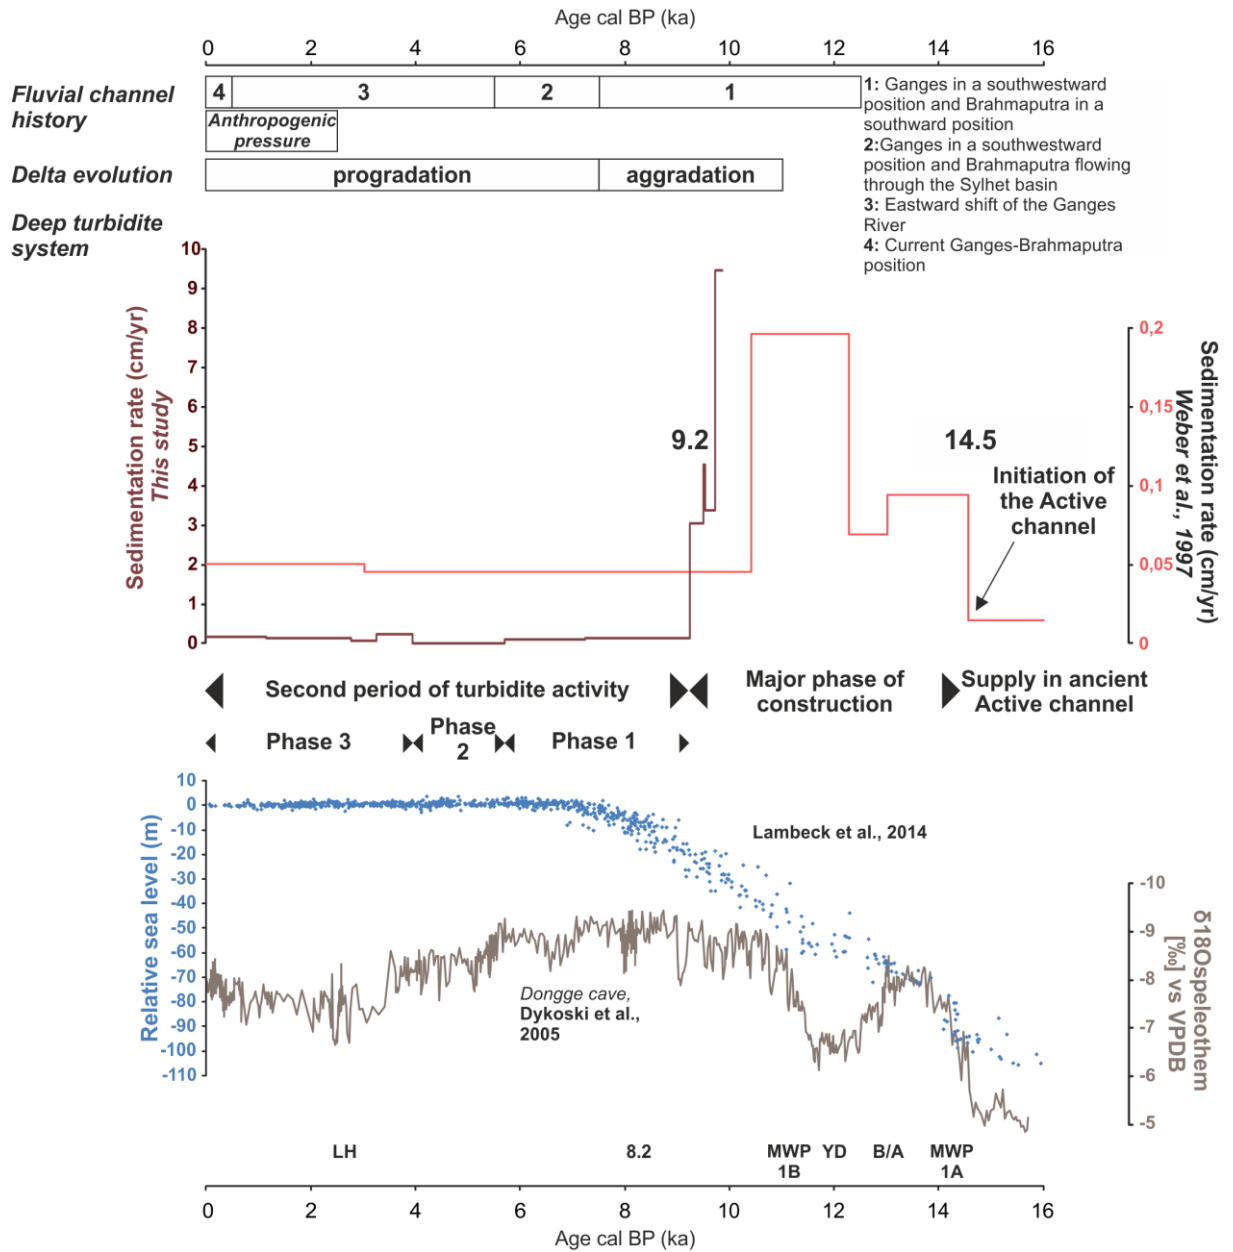 Age cal BP (ka)
0 2 4 6 8 10 12 14 16
Fluvial channel
history
4 3 2 1
Anthropogenic
pressure
1: Ganges in a southwestward
position and Brahmaputra in a
southward position
2:Ganges in a southwestward
position and Brahmaputra flowing
through the Sylhet basin
3: Eastward shift of the Ganges
River
4: Current Ganges-Brahmaputra
position
Delta evolution
progradation aggradation
Deep turbidite
system
Sedimentation rate (cm/yr)
This study
10
9
8
7
6
5
4
3
2
1
0
9.2
14.5
Initiation of
the Active
channel
0,2
0,15
0,1
0,05
0
Sedimentation rate (cm/yr)
Weber et al., 1997
Second period of turbidite activity
Major phase of
construction
Supply in ancient
Active channel
Phase 3
Phase
2
Phase 1
Relative sea level (m)
10
0
-10
-20
-30
-40
-50
-60
-70
-80
-90
-100
-110
Lambeck et al., 2014
Dongge cave,
Dykoski et al.,
2005
-10
-9
-8
-7
-6
-5
δ18Ospeleothem
[‰] vs VPDB
LH 8.2 MWP YD B/A MWP
1B 1A
0 2 4 6 8 10 12 14 16
Age cal BP (ka)